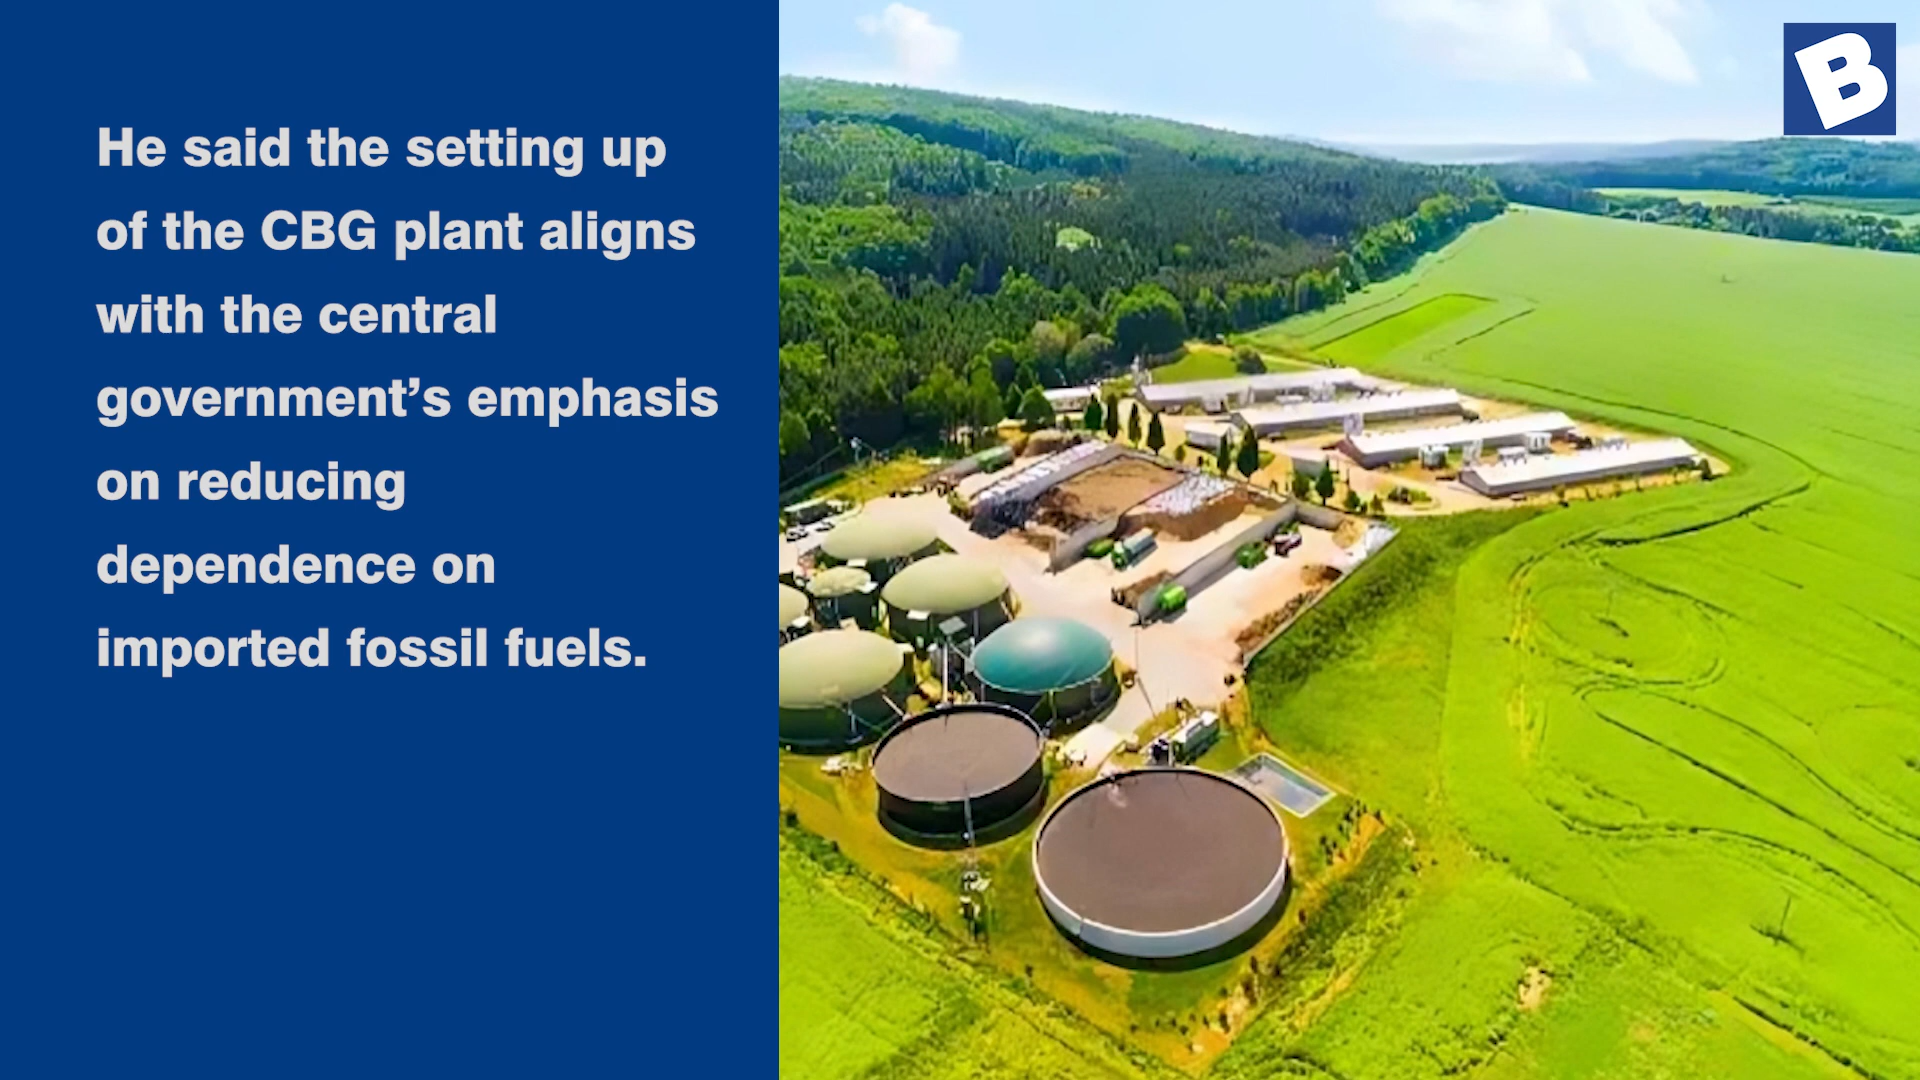 He said the setting up
of the CBG plant aligns
with the central
government’s emphasis
on reducing
dependence on
imported fossil fuels.
B